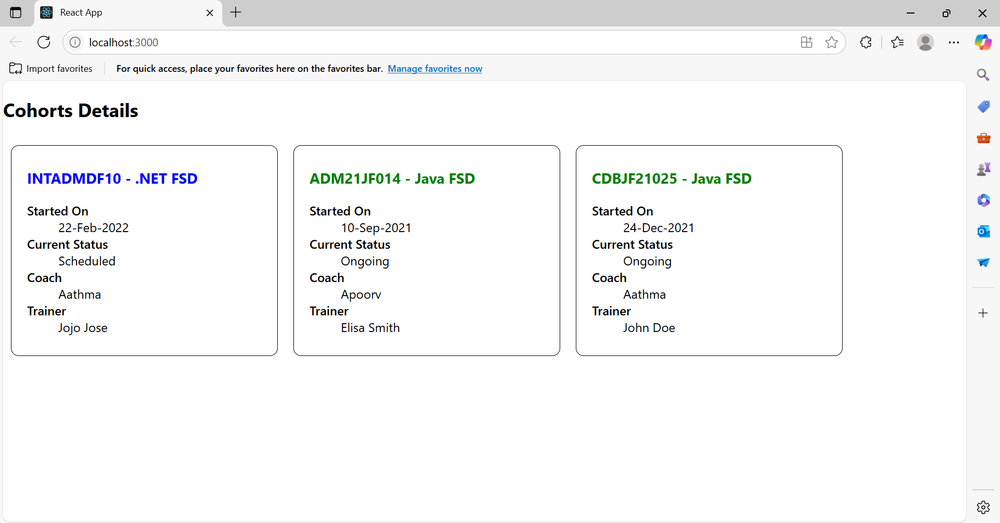 React App
localhost:3000
Import favorites
For quick access, place your favorites here on the favorites bar. Manage favorites now
Cohorts Details
INTADMDF10 - .NET FSD
Started On
22-Feb-2022
Current Status
Scheduled
Coach
Aathma
Trainer
Jojo Jose
ADM21JF014 - Java FSD
Started On
10-Sep-2021
Current Status
Ongoing
Coach
Apoorv
Trainer
Elisa Smith
CDBJF21025 - Java FSD
Started On
24-Dec-2021
Current Status
Ongoing
Coach
Aathma
Trainer
John Doe